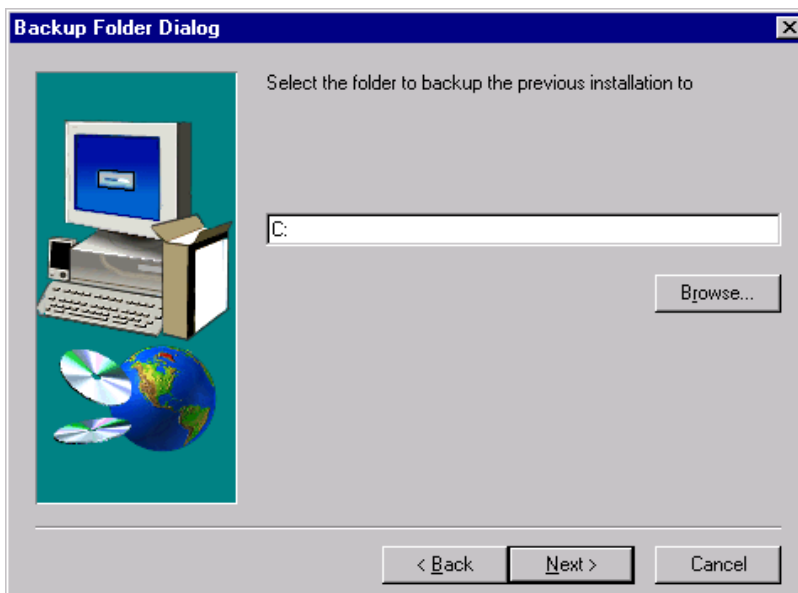 Backup Folder Dialog
Select the folder to backup the previous installation to
C:
Browse...
< Back
Next >
Cancel